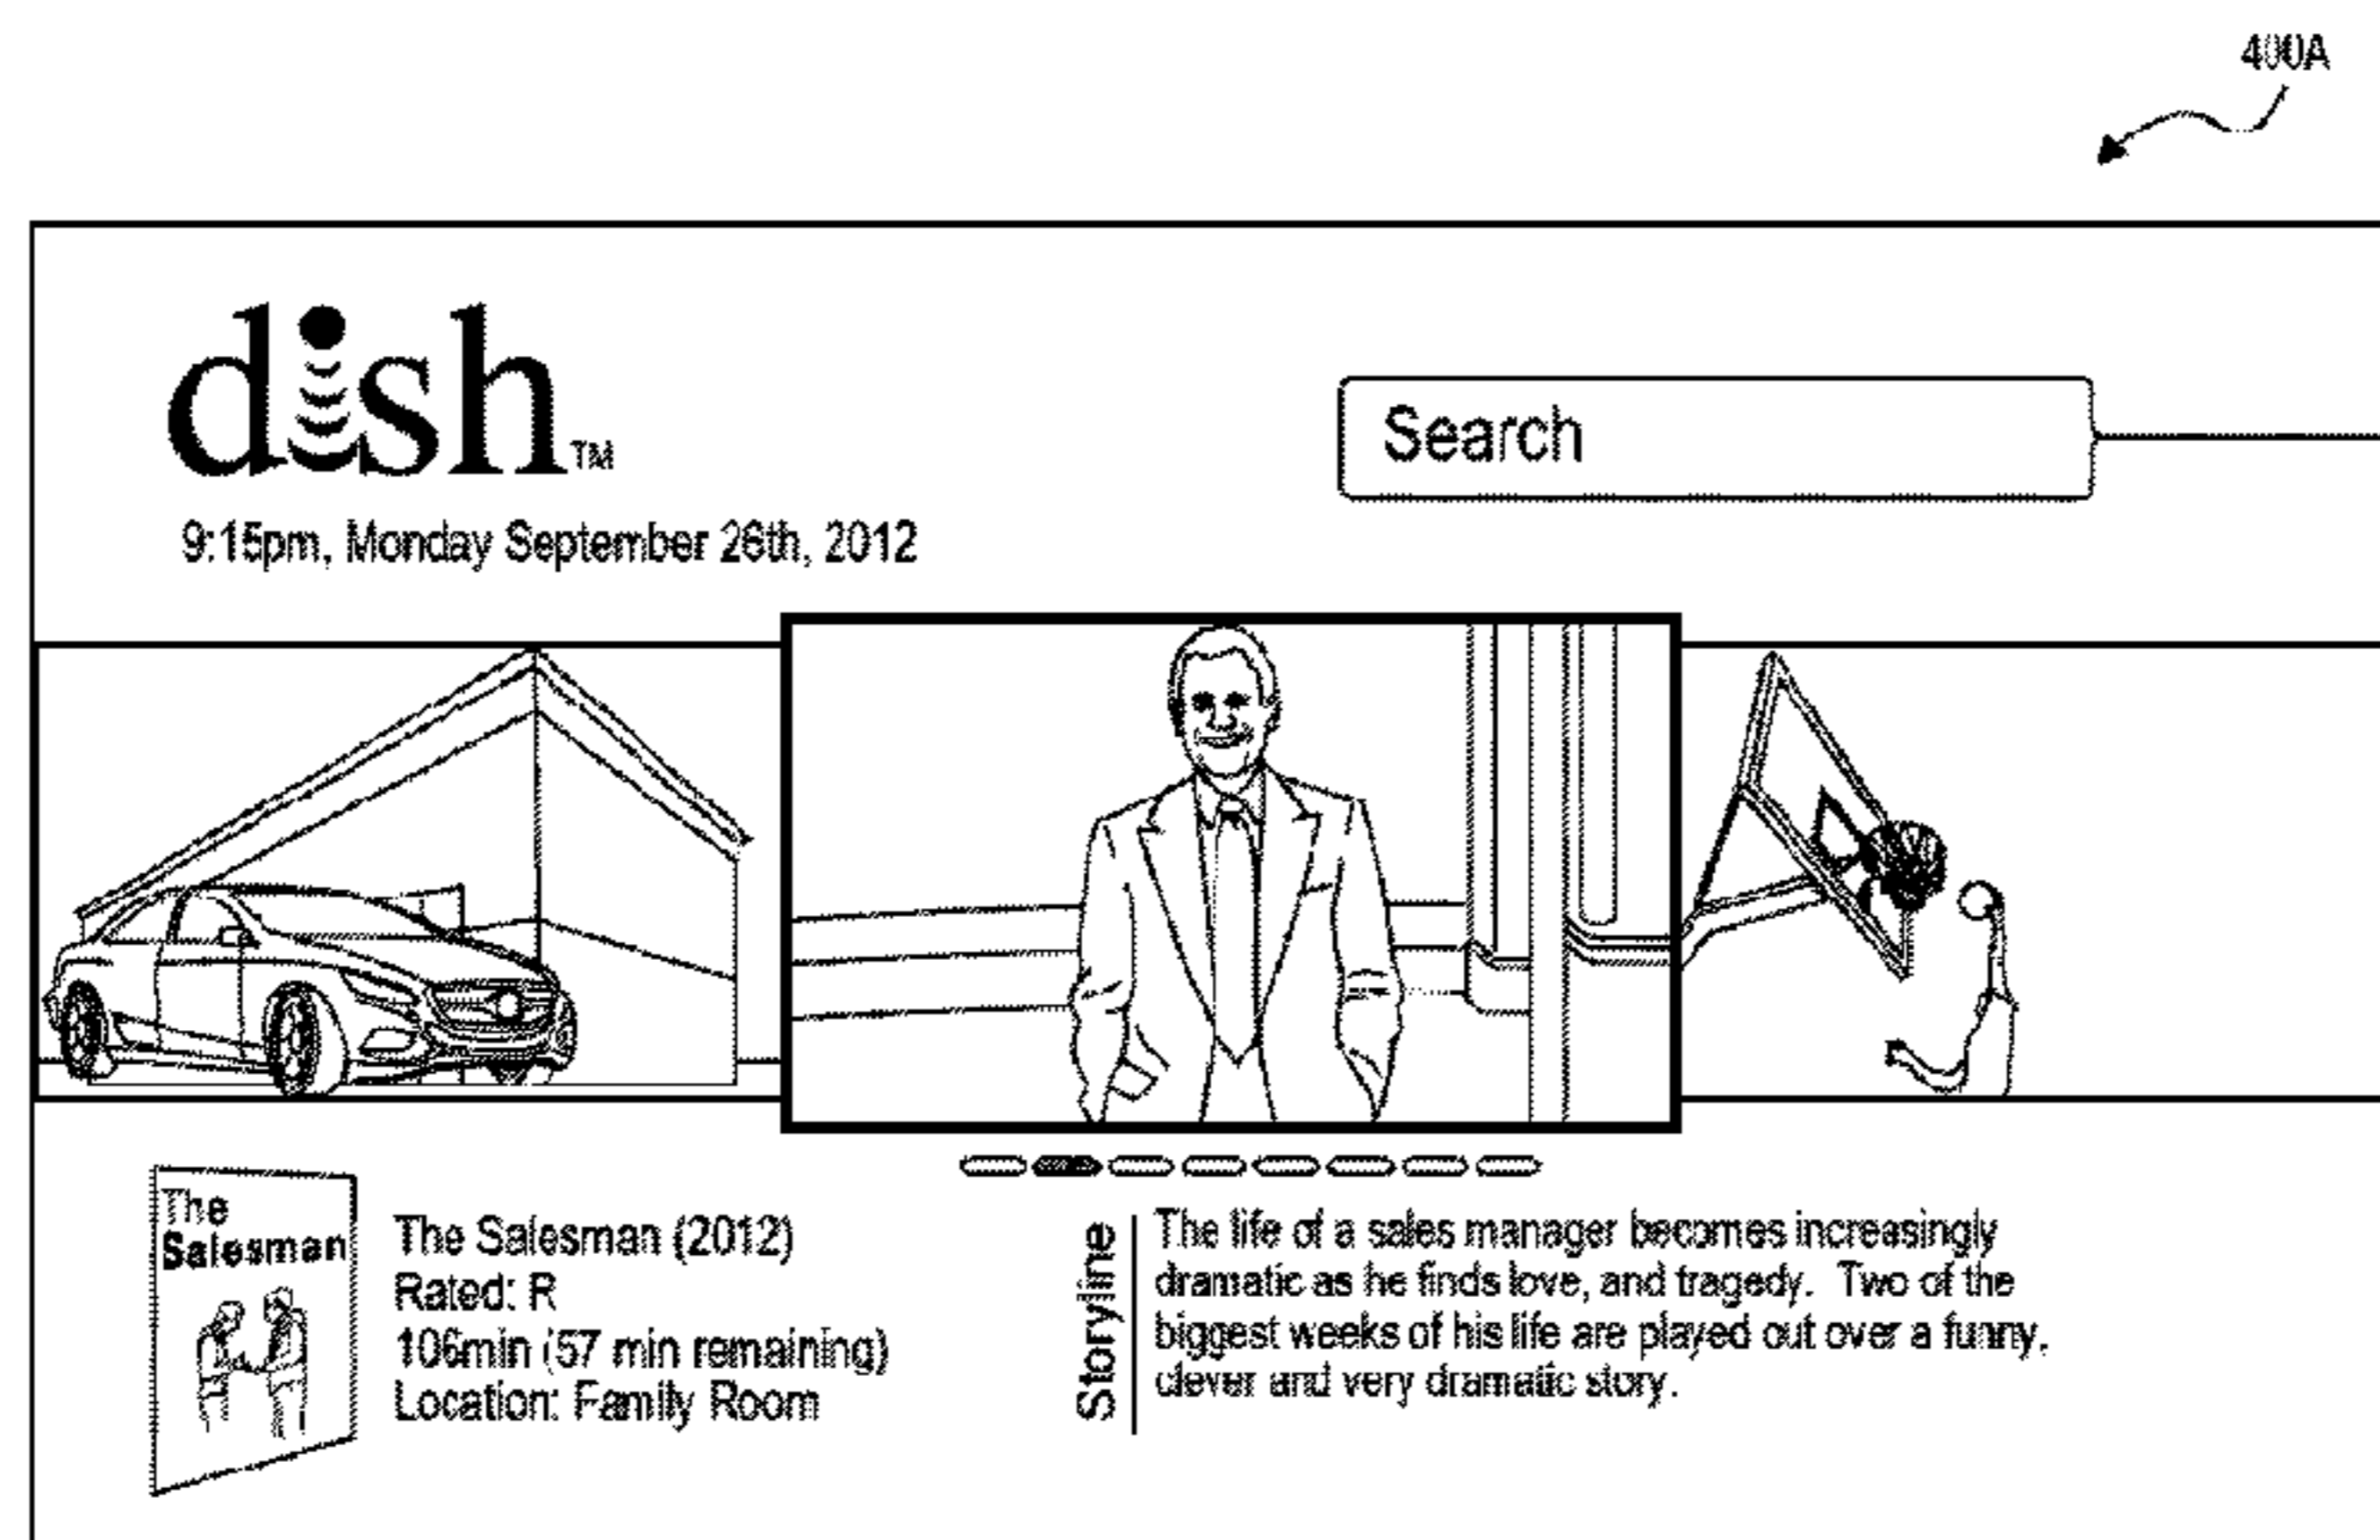 400A
dish TM
Search
9:15pm, Monday September 26th, 2012
The
Salesman
The Salesman (2012)
Rated: R
106min (57 min remaining)
Location: Family Room
Storyline
The life of a sales manager becomes increasingly
dramatic as he finds love, and tragedy. Two of the
biggest weeks of his life are played out over a funny,
clever and very dramatic story.